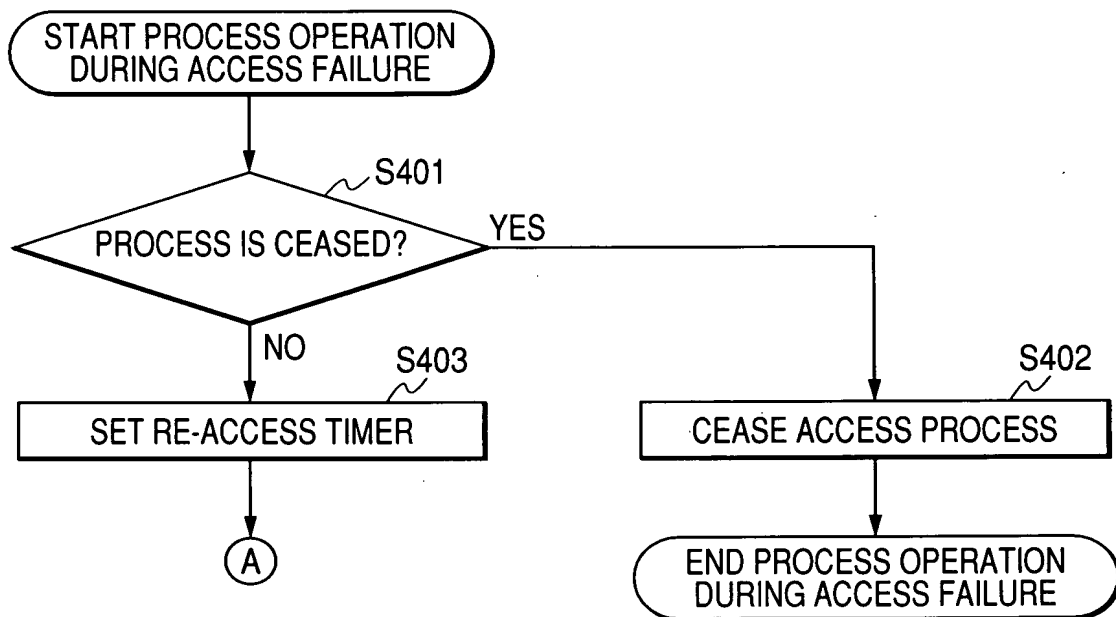 START PROCESS OPERATION
DURING ACCESS FAILURE
S401
PROCESS IS CEASED?
YES
NO
S403
SET RE-ACCESS TIMER
A
S402
CEASE ACCESS PROCESS
END PROCESS OPERATION
DURING ACCESS FAILURE